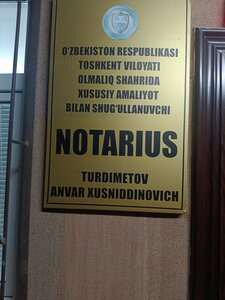 O'ZBEKISTON RESPUBLIKASI
TOSHKENT VILOYATI
OLMALIQ SHAHRIDA
XUSUSIY AMALIYOT
BILAN SHUG'ULLANUVCHI
NOTARIUS
TURDIMETOV
ANVAR XUSNIDDINOVICH